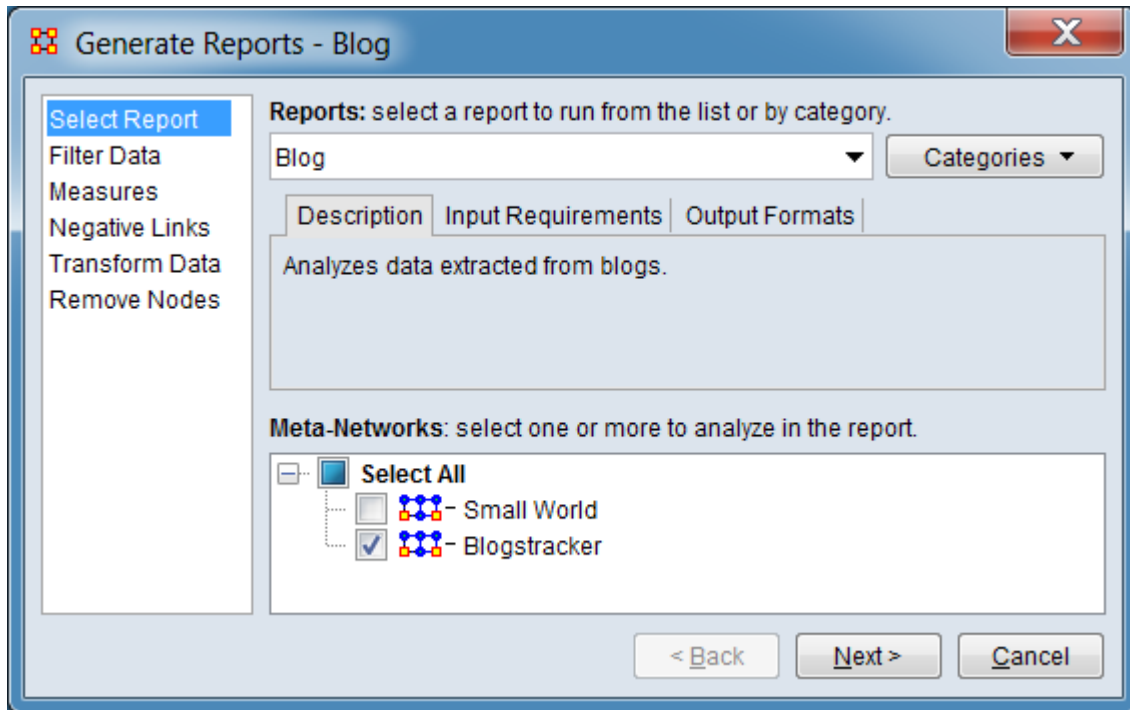 Generate Reports - Blog
X
Select Report
Filter Data
Measures
Negative Links
Transform Data
Remove Nodes
Reports: select a report to run from the list or by category.
Blog
Categories
Description
Input Requirements
Output Formats
Analyzes data extracted from blogs.
Meta-Networks: select one or more to analyze in the report.
Select All
Small World
Blogstracker
< Back
Next >
Cancel